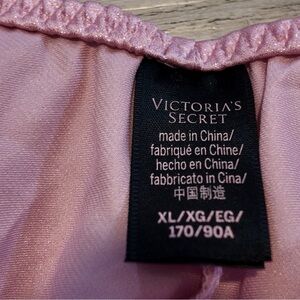 VICTORIA'S
SECRET
made in China/
fabriqué en Chine/
hecho en China/
fabbricato in Cina/
中国制造
XL/XG/EG/
170/90A